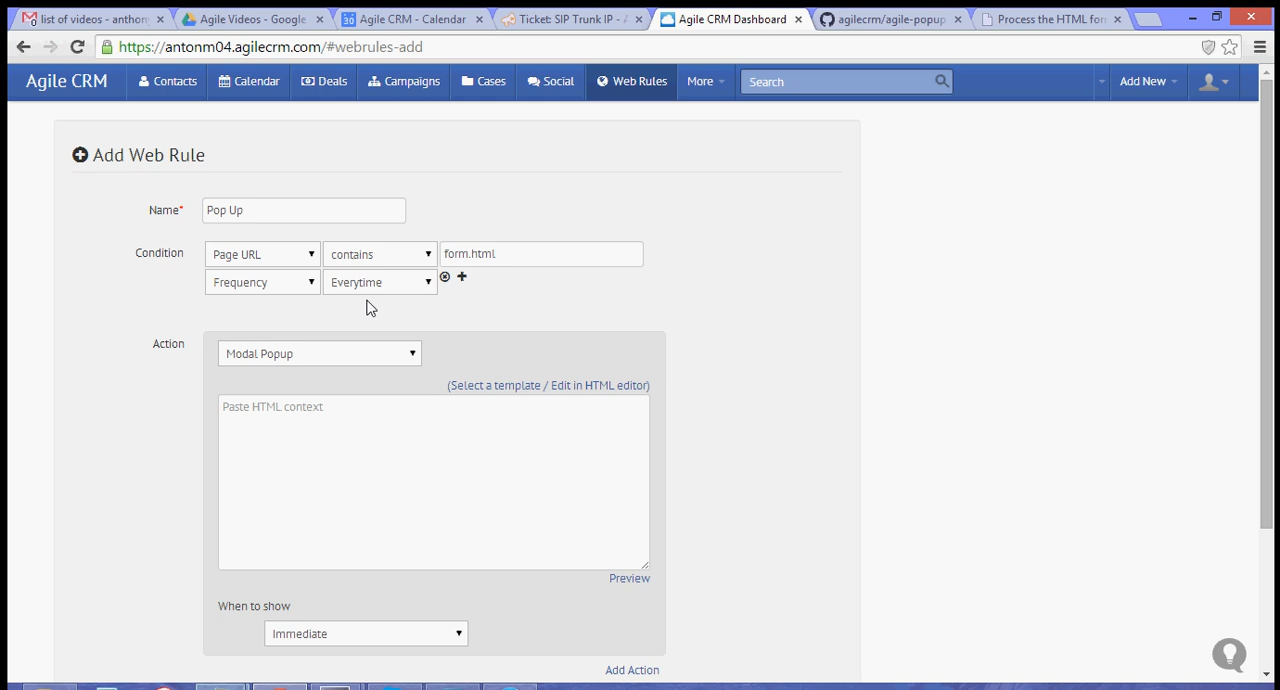 list of videos - anthony
Agile Videos - Google
Agile CRM - Calendar
Ticket: SIP Trunk IP - A
Agile CRM Dashboard
agilecrm/agile-popup
Process the HTML for
https://antonm04.agilecrm.com/#webrules-add
Agile CRM
Contacts
Calendar
Deals
Campaigns
Cases
Social
Web Rules
More
Search
Add New
Add Web Rule
Name*
Pop Up
Condition
Page URL
contains
form.html
Frequency
Everytime
Action
Modal Popup
(Select a template / Edit in HTML editor)
Paste HTML context
Preview
When to show
Immediate
Add Action